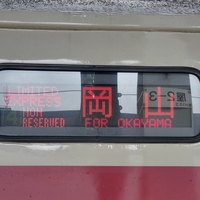 LIMITED
EXPRESS
NON
RESERVED
岡山
FOR OKAYAMA